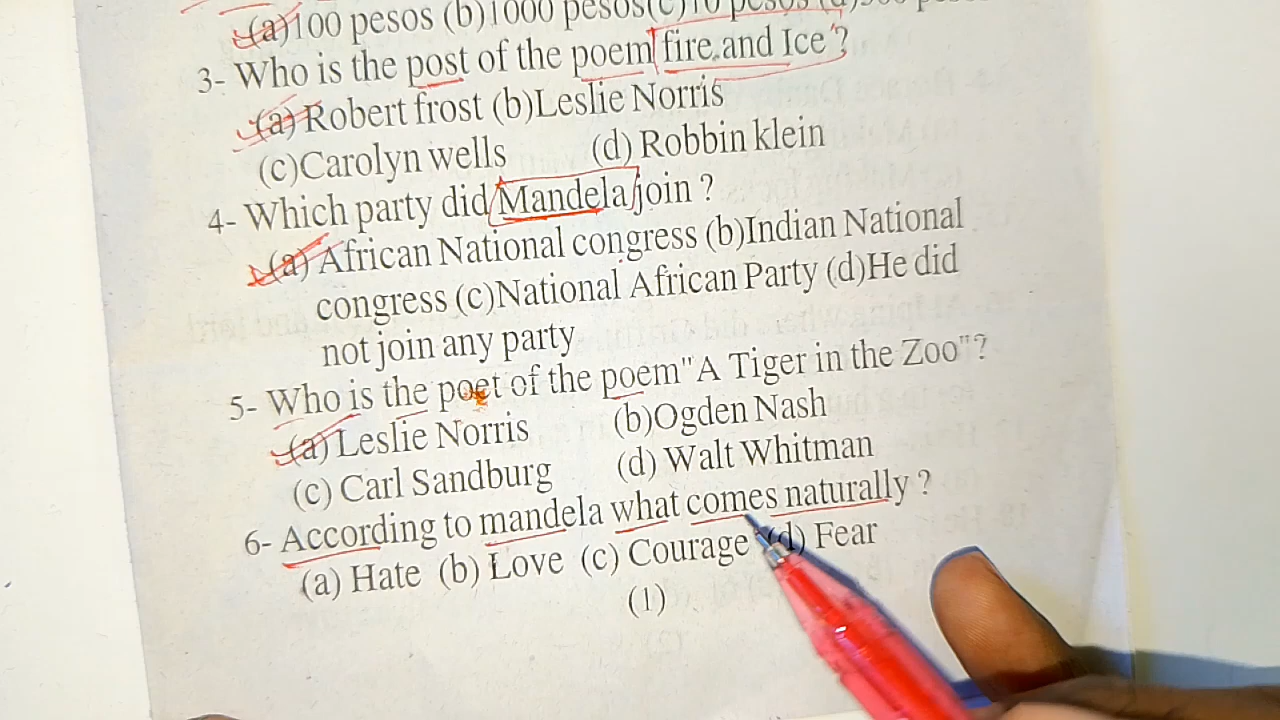 (a)100 pesos (b)1000 pesos(c)10 pesos (d)500
3- Who is the post of the poem 'fire and Ice'?
(a) Robert frost (b)Leslie Norris
(c)Carolyn wells (d) Robbin klein
4- Which party did Mandela join ?
(a) African National congress (b)Indian National
congress (c)National African Party (d)He did
not join any party
5- Who is the poet of the poem"A Tiger in the Zoo"?
(a) Leslie Norris (b)Ogden Nash
(c) Carl Sandburg (d) Walt Whitman
6- According to mandela what comes naturally ?
(a) Hate (b) Love (c) Courage (d) Fear
(1)